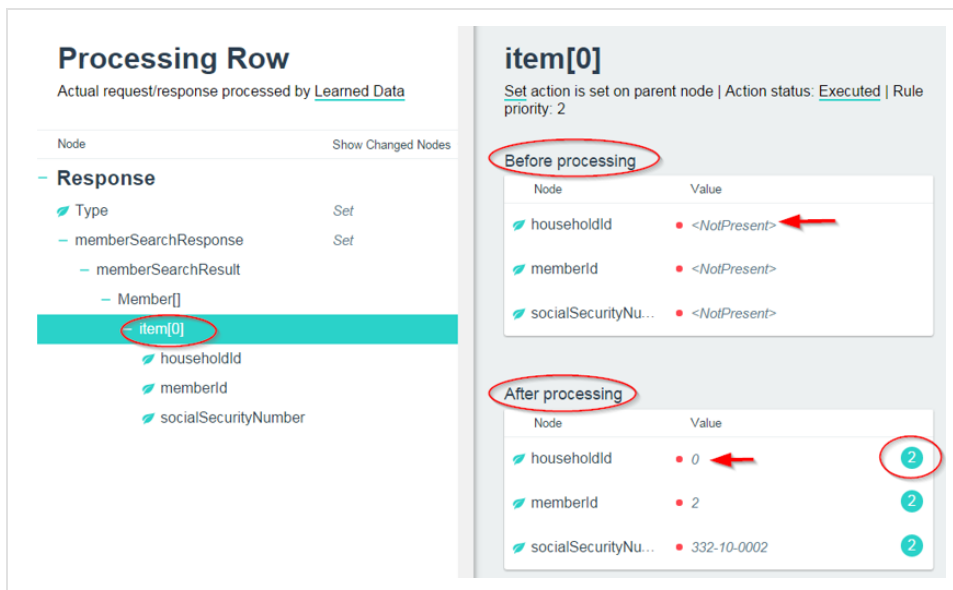 Processing Row
Actual request/response processed by Learned Data
Node Show Changed Nodes
Response
Type Set
memberSearchResponse Set
memberSearchResult
Member[]
item[0]
householdId
memberId
socialSecurityNumber
item[0]
Set action is set on parent node | Action status: Executed | Rule
priority: 2
Before processing
Node Value
householdId <NotPresent>
memberId <NotPresent>
socialSecurityNu... <NotPresent>
After processing
Node Value
householdId 0 2
memberId 2 2
socialSecurityNu... 332-10-0002 2